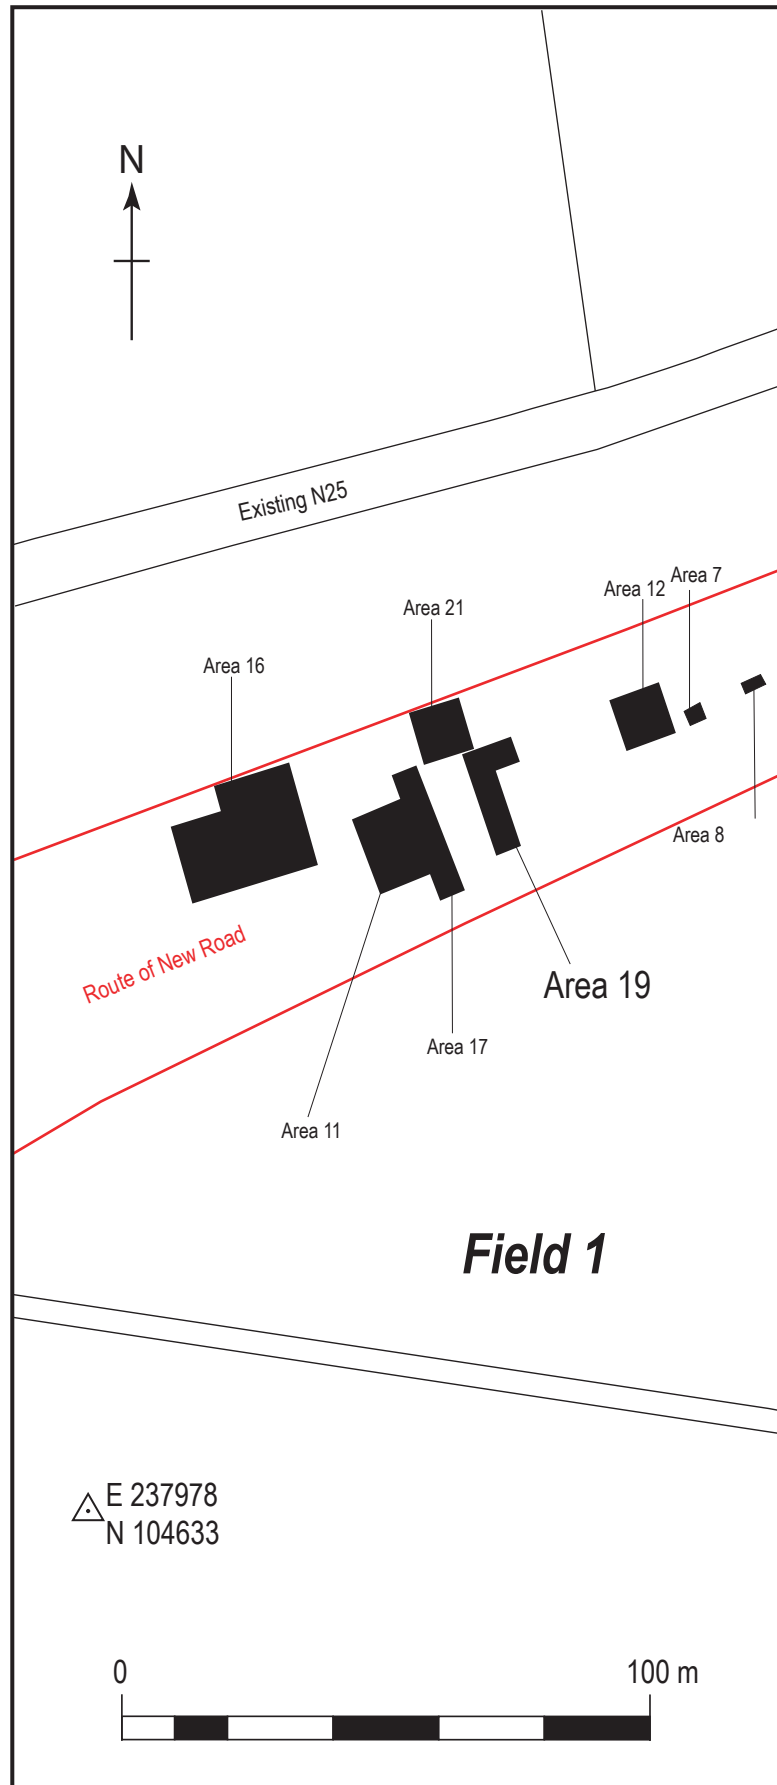 N
Existing N25
Area 7
Area 12
Area 21
Area 16
Area 8
Route of New Road
Area 19
Area 17
Area 11
Field 1
E 237978
N 104633
0
100 m